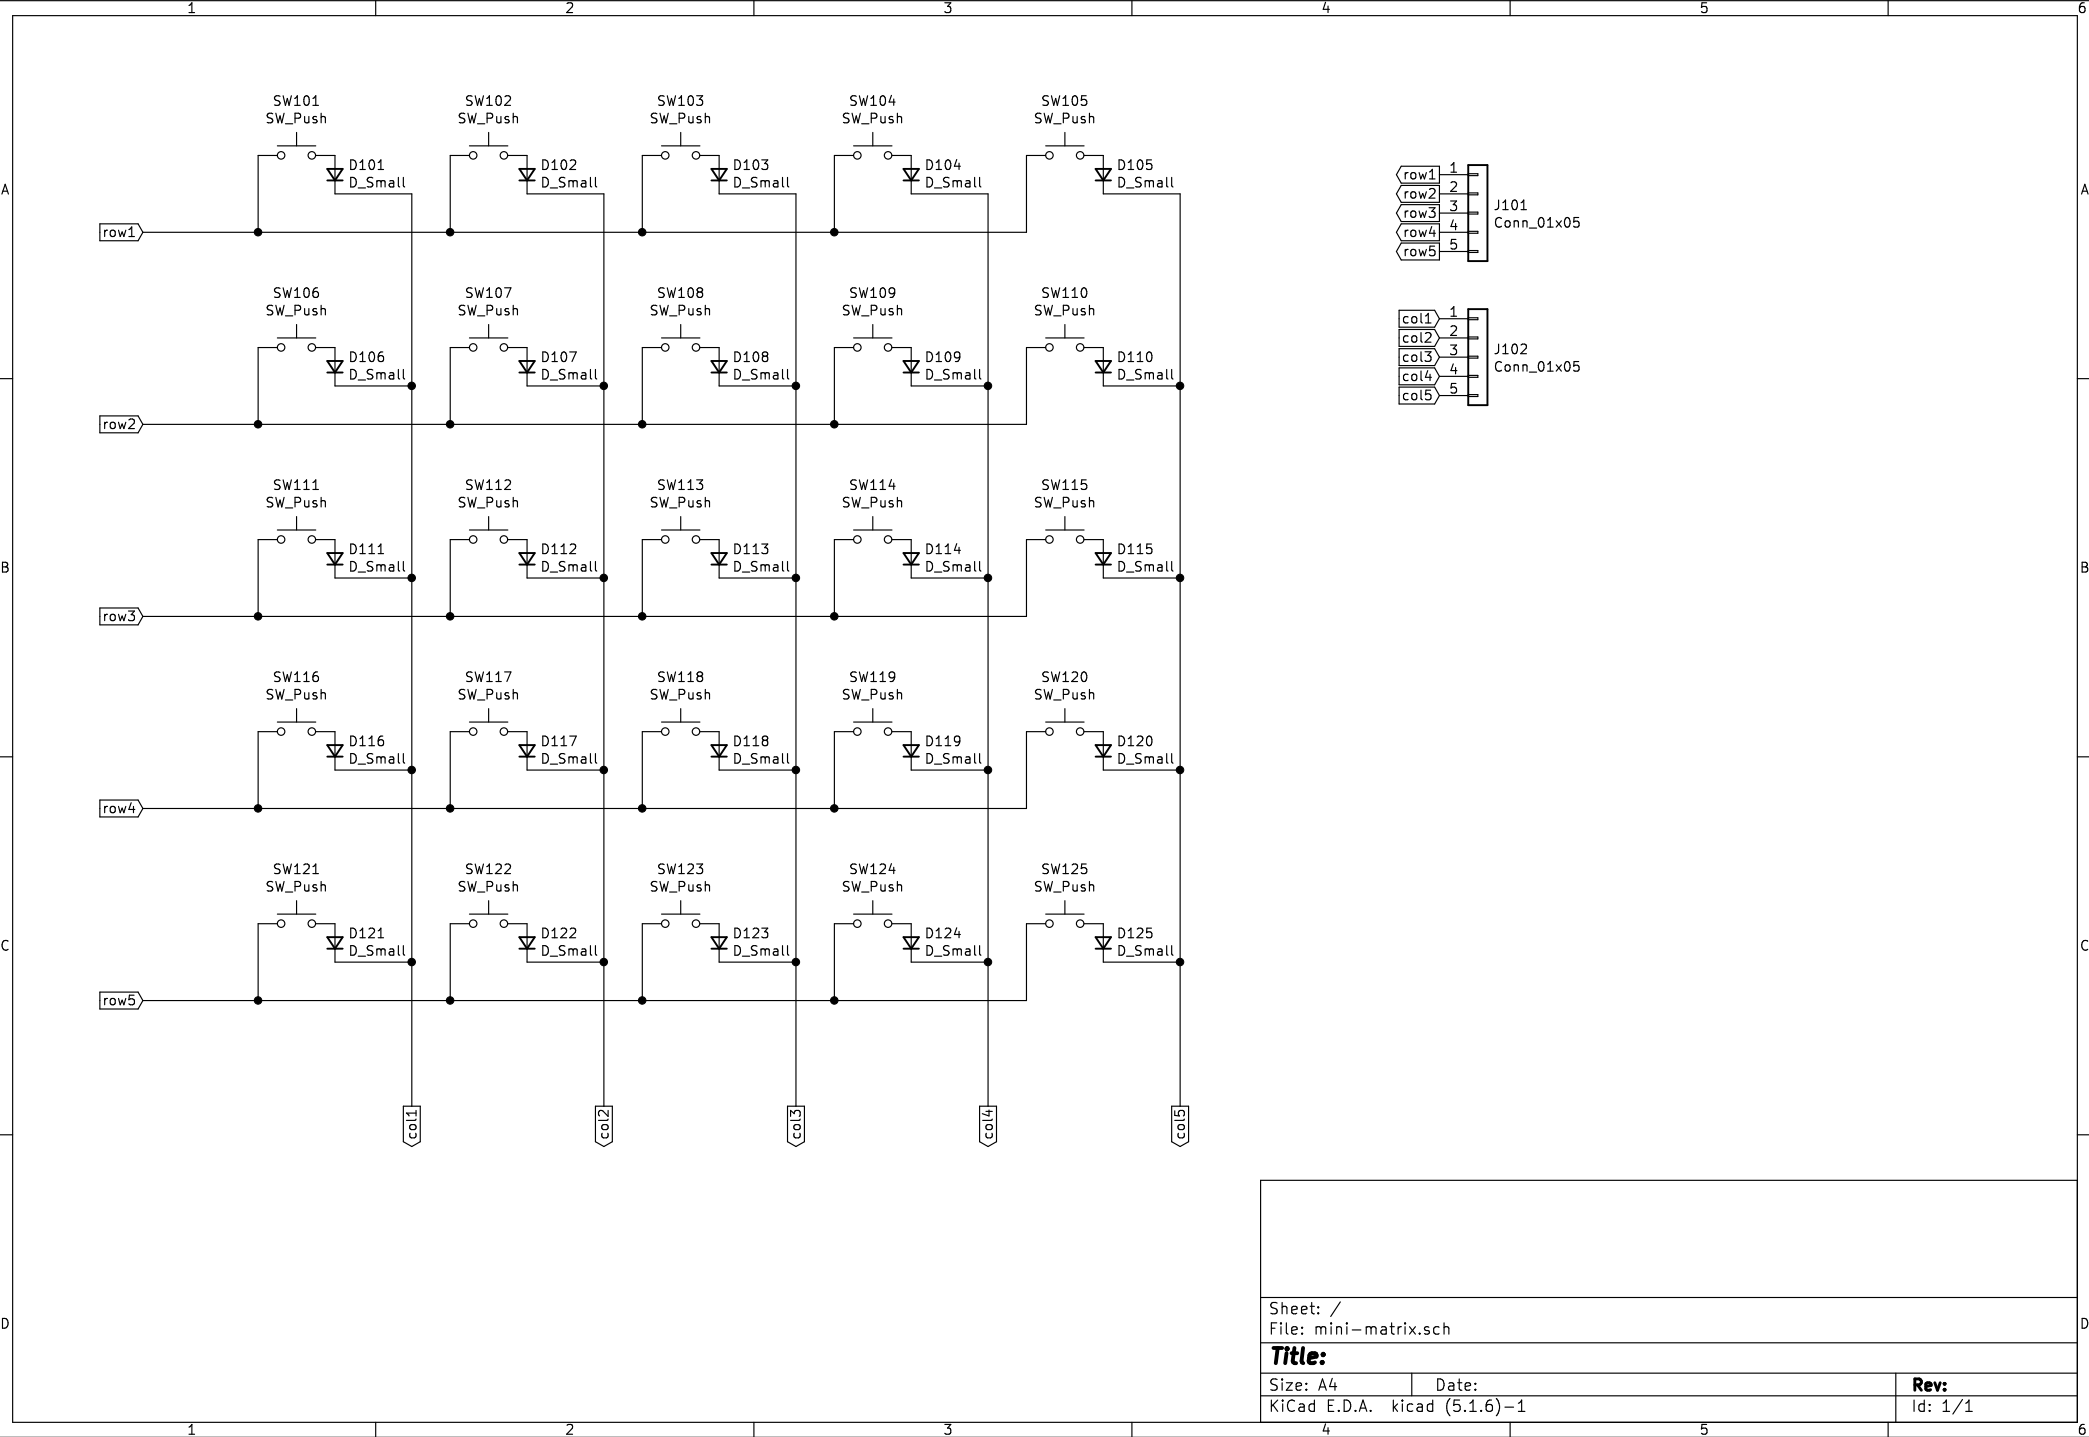 1 2 3 4 5 6
SW101 SW102 SW103 SW104 SW105
SW_Push SW_Push SW_Push SW_Push SW_Push
D101 D102 D103 D104 D105
D_Small D_Small D_Small D_Small D_Small
A A
row1
SW106 SW107 SW108 SW109 SW110
SW_Push SW_Push SW_Push SW_Push SW_Push
D106 D107 D108 D109 D110
D_Small D_Small D_Small D_Small D_Small
row2
SW111 SW112 SW113 SW114 SW115
SW_Push SW_Push SW_Push SW_Push SW_Push
D111 D112 D113 D114 D115
D_Small D_Small D_Small D_Small D_Small
B B
row3
SW116 SW117 SW118 SW119 SW120
SW_Push SW_Push SW_Push SW_Push SW_Push
D116 D117 D118 D119 D120
D_Small D_Small D_Small D_Small D_Small
row4
SW121 SW122 SW123 SW124 SW125
SW_Push SW_Push SW_Push SW_Push SW_Push
D121 D122 D123 D124 D125
D_Small D_Small D_Small D_Small D_Small
C C
row5
col1 col2 col3 col4 col5
row1 1
row2 2
row3 3
row4 4
row5 5
J101
Conn_01x05
col1 1
col2 2
col3 3
col4 4
col5 5
J102
Conn_01x05
Sheet: /
File: mini-matrix.sch
D D
Title:
Size: A4 Date: Rev:
KiCad E.D.A. kicad (5.1.6)-1 Id: 1/1
1 2 3 4 5 6